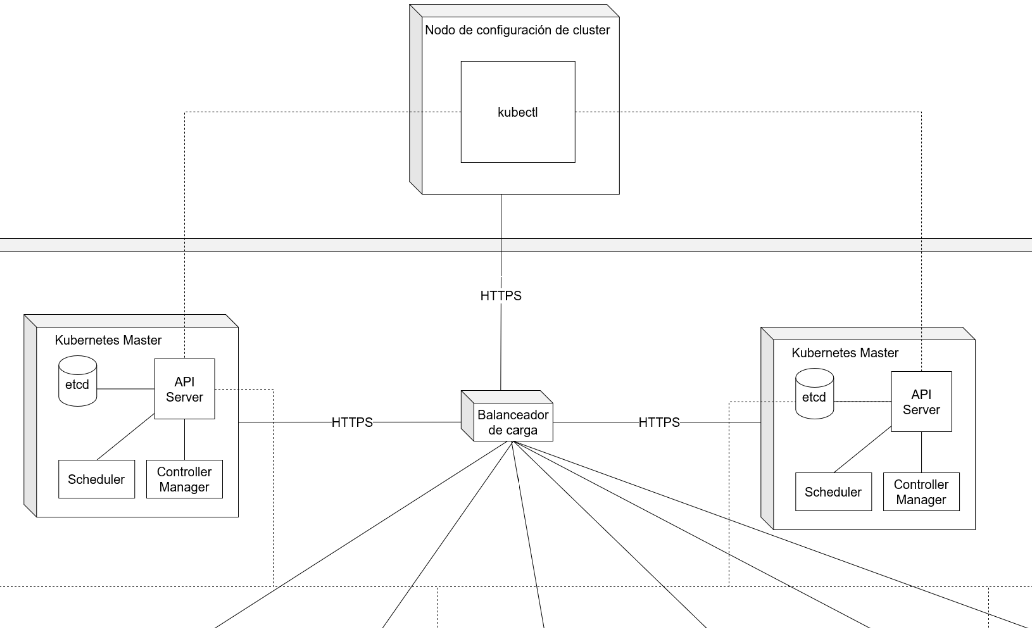 Nodo de configuración de cluster
kubectl
HTTPS
Kubernetes Master
etcd
API
Server
Scheduler
Controller
Manager
HTTPS
Balanceador
de carga
HTTPS
Kubernetes Master
etcd
API
Server
Scheduler
Controller
Manager